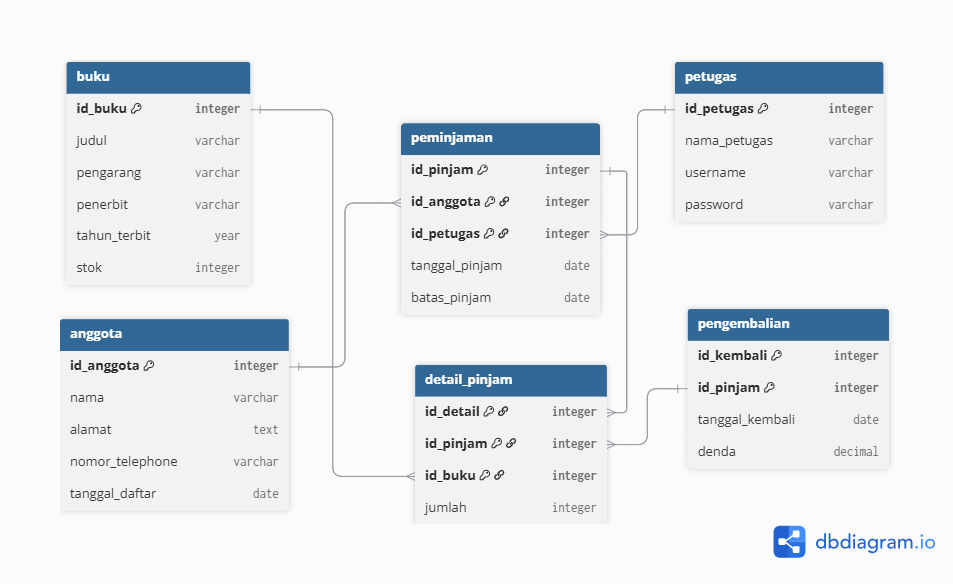 buku
id_buku integer
judul varchar
pengarang varchar
penerbit varchar
tahun_terbit year
stok integer
anggota
id_anggota integer
nama varchar
alamat text
nomor_telephone varchar
tanggal_daftar date
peminjaman
id_pinjam integer
id_anggota integer
id_petugas integer
tanggal_pinjam date
batas_pinjam date
detail_pinjam
id_detail integer
id_pinjam integer
id_buku integer
jumlah integer
petugas
id_petugas integer
nama_petugas varchar
username varchar
password varchar
pengembalian
id_kembali integer
id_pinjam integer
tanggal_kembali date
denda decimal
dbdiagram.io